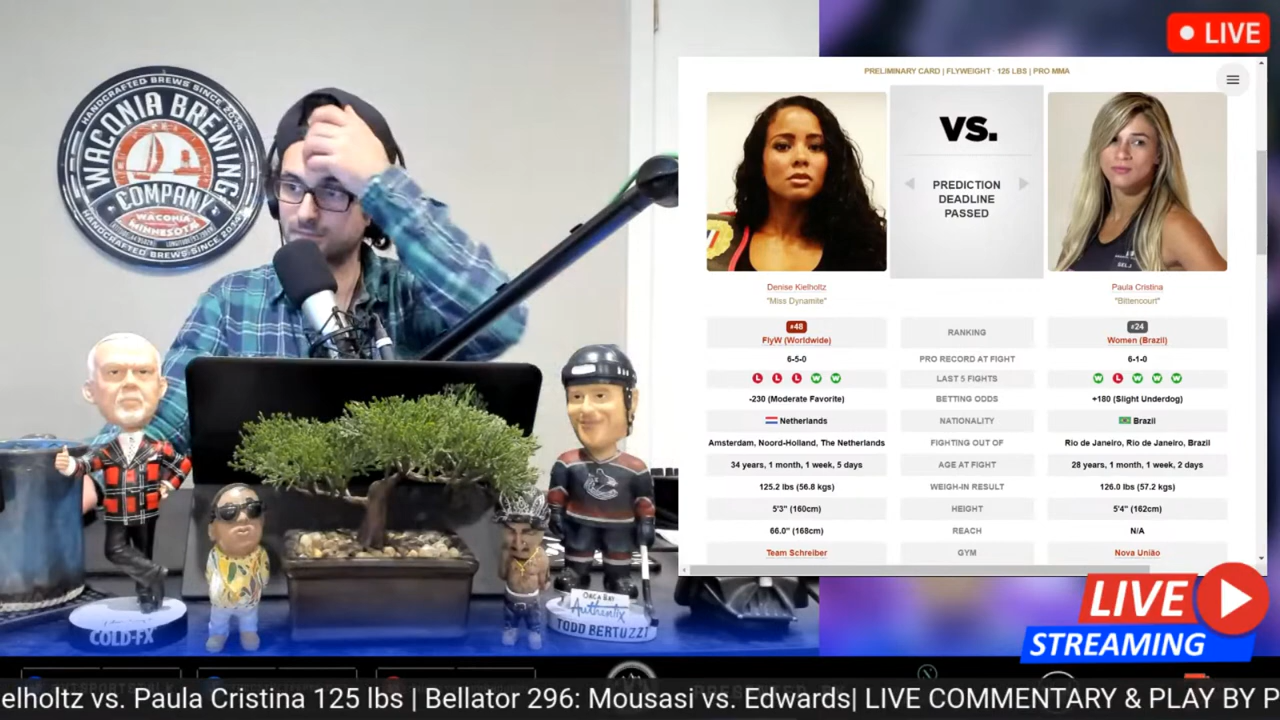 LIVE
PRELIMINARY CARD | FLYWEIGHT · 125 LBS | PRO MMA
HANDCRAFTED BREWS SINCE
WACONIA BREWING
COMPANY
WACONIA
MINNESOTA
HANDCRAFTED BREWS SINCE
VS.
PREDICTION
DEADLINE
PASSED
Denise Kielholtz
Paula Cristina
"Miss Dynamite"
"Bittencourt"
#48
RANKING
#24
FlyW (Worldwide)
Women (Brazil)
6-5-0
PRO RECORD AT FIGHT
6-1-0
L L L W W
LAST 5 FIGHTS
W L W W W
-230 (Moderate Favorite)
BETTING ODDS
+180 (Slight Underdog)
Netherlands
NATIONALITY
Brazil
Amsterdam, Noord-Holland, The Netherlands
FIGHTING OUT OF
Rio de Janeiro, Rio de Janeiro, Brazil
34 years, 1 month, 1 week, 5 days
AGE AT FIGHT
28 years, 1 month, 1 week, 2 days
125.2 lbs (56.8 kgs)
WEIGH-IN RESULT
126.0 lbs (57.2 kgs)
5'3" (160cm)
HEIGHT
5'4" (162cm)
66.0" (168cm)
REACH
N/A
Team Schreiber
GYM
Nova União
COLD-FX
ORCA BAY
Authentix
TODD BERTUZZI
LIVE
STREAMING
elholtz vs. Paula Cristina 125 lbs | Bellator 296: Mousasi vs. Edwards| LIVE COMMENTARY & PLAY BY P